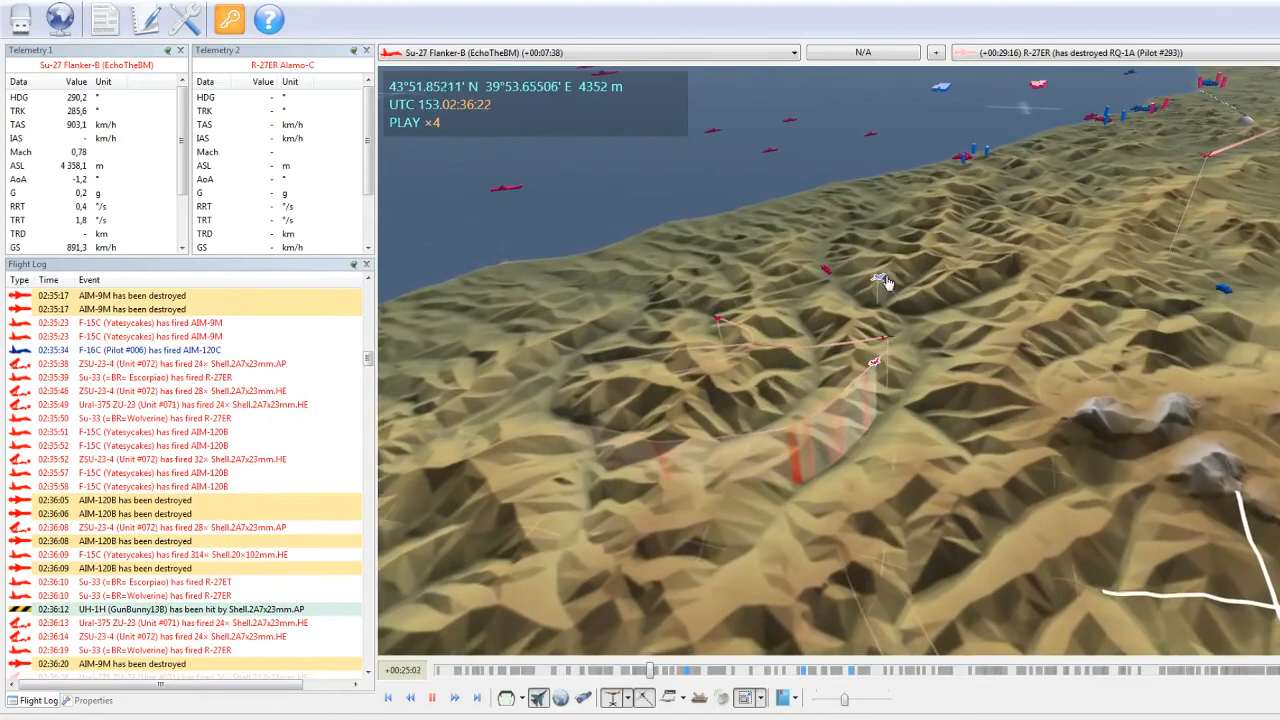 Telemetry 1
Su-27 Flanker-B (EchoTheBM)
Data Value Unit
HDG 290,2 °
TRK 285,6 °
TAS 903,1 km/h
IAS - km/h
Mach 0,78
ASL 4 358,1 m
AoA -1,2 °
G 0,2 g
RRT 0,4 °/s
TRT 1,8 °/s
TRD - km
GS 891,3 km/h
Telemetry 2
R-27ER Alamo-C
Data Value Unit
HDG - °
TRK - °
TAS - km/h
IAS - km/h
Mach -
ASL - m
AoA - °
G - g
RRT - °/s
TRT - °/s
TRD - km
GS - km/h
Su-27 Flanker-B (EchoTheBM) (+00:07:38)
N/A
+
(+00:29:16) R-27ER (has destroyed RQ-1A (Pilot #293))
43°51.85211' N 39°53.65506' E 4352 m
UTC 153.02:36:22
PLAY ×4
Flight Log
Type Time Event
02:35:17 AIM-9M has been destroyed
02:35:17 AIM-9M has been destroyed
02:35:23 F-15C (Yatesycakes) has fired AIM-9M
02:35:23 F-15C (Yatesycakes) has fired AIM-9M
02:35:34 F-16C (Pilot #006) has fired AIM-120C
02:35:38 ZSU-23-4 (Unit #072) has fired 24× Shell.2A7x23mm.AP
02:35:39 Su-33 (=BR= Escorpiao) has fired R-27ER
02:35:46 ZSU-23-4 (Unit #072) has fired 28× Shell.2A7x23mm.HE
02:35:49 Ural-375 ZU-23 (Unit #071) has fired 24× Shell.2A7x23mm.HE
02:35:50 Su-33 (=BR= Wolverine) has fired R-27ER
02:35:51 F-15C (Yatesycakes) has fired AIM-120B
02:35:52 F-15C (Yatesycakes) has fired AIM-120B
02:35:52 ZSU-23-4 (Unit #072) has fired 32× Shell.2A7x23mm.HE
02:35:57 F-15C (Yatesycakes) has fired AIM-120B
02:35:58 F-15C (Yatesycakes) has fired AIM-120B
02:36:05 AIM-120B has been destroyed
02:36:06 AIM-120B has been destroyed
02:36:08 ZSU-23-4 (Unit #072) has fired 28× Shell.2A7x23mm.AP
02:36:08 AIM-120B has been destroyed
02:36:09 F-15C (Yatesycakes) has fired 314× Shell.20×102mm.HE
02:36:09 AIM-120B has been destroyed
02:36:10 Su-33 (=BR= Escorpiao) has fired R-27ET
02:36:10 Su-33 (=BR= Wolverine) has fired R-27ER
02:36:12 UH-1H (GunBunny13B) has been hit by Shell.2A7x23mm.AP
02:36:13 Ural-375 ZU-23 (Unit #071) has fired 24× Shell.2A7x23mm.HE
02:36:14 ZSU-23-4 (Unit #072) has fired 24× Shell.2A7x23mm.HE
02:36:19 Su-33 (=BR= Wolverine) has fired R-27ER
02:36:20 AIM-9M has been destroyed
+00:25:02
Flight Log Properties